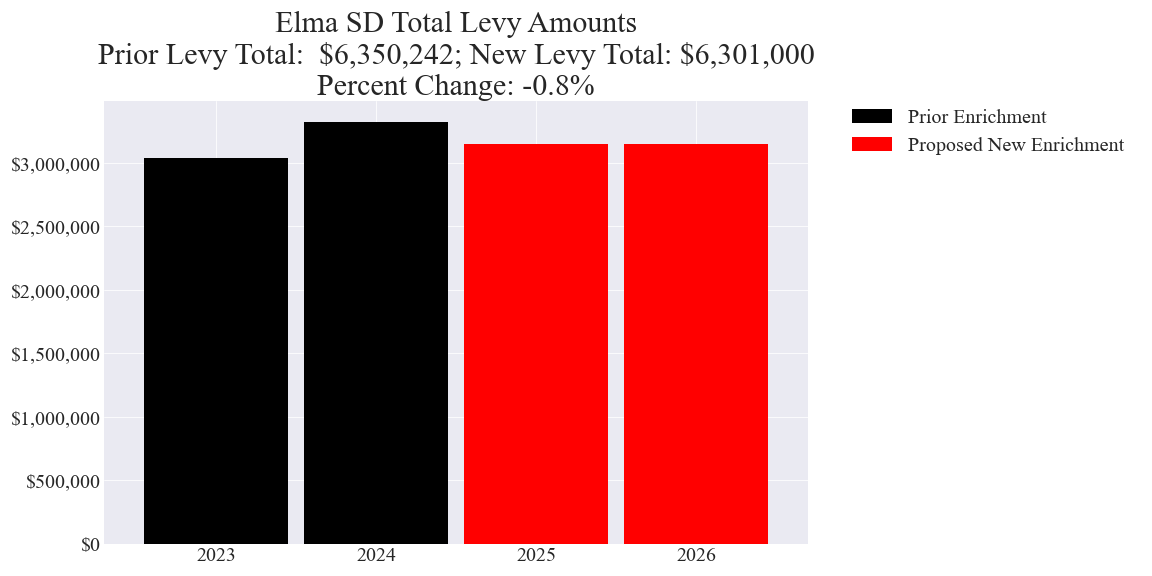 Elma SD Total Levy Amounts
Prior Levy Total:  $6,350,242; New Levy Total: $6,301,000
Percent Change: -0.8%
Prior Enrichment
Proposed New Enrichment
$3,000,000
$2,500,000
$2,000,000
$1,500,000
$1,000,000
$500,000
$0
2023 2024 2025 2026